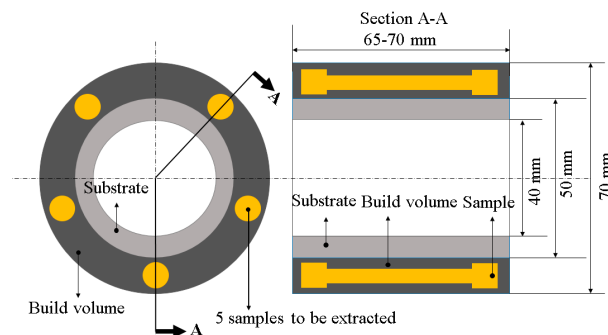 Section A-A
65-70 mm
A
Substrate
Substrate Build volume Sample
40 mm
50 mm
70 mm
Build volume
A
5 samples to be extracted